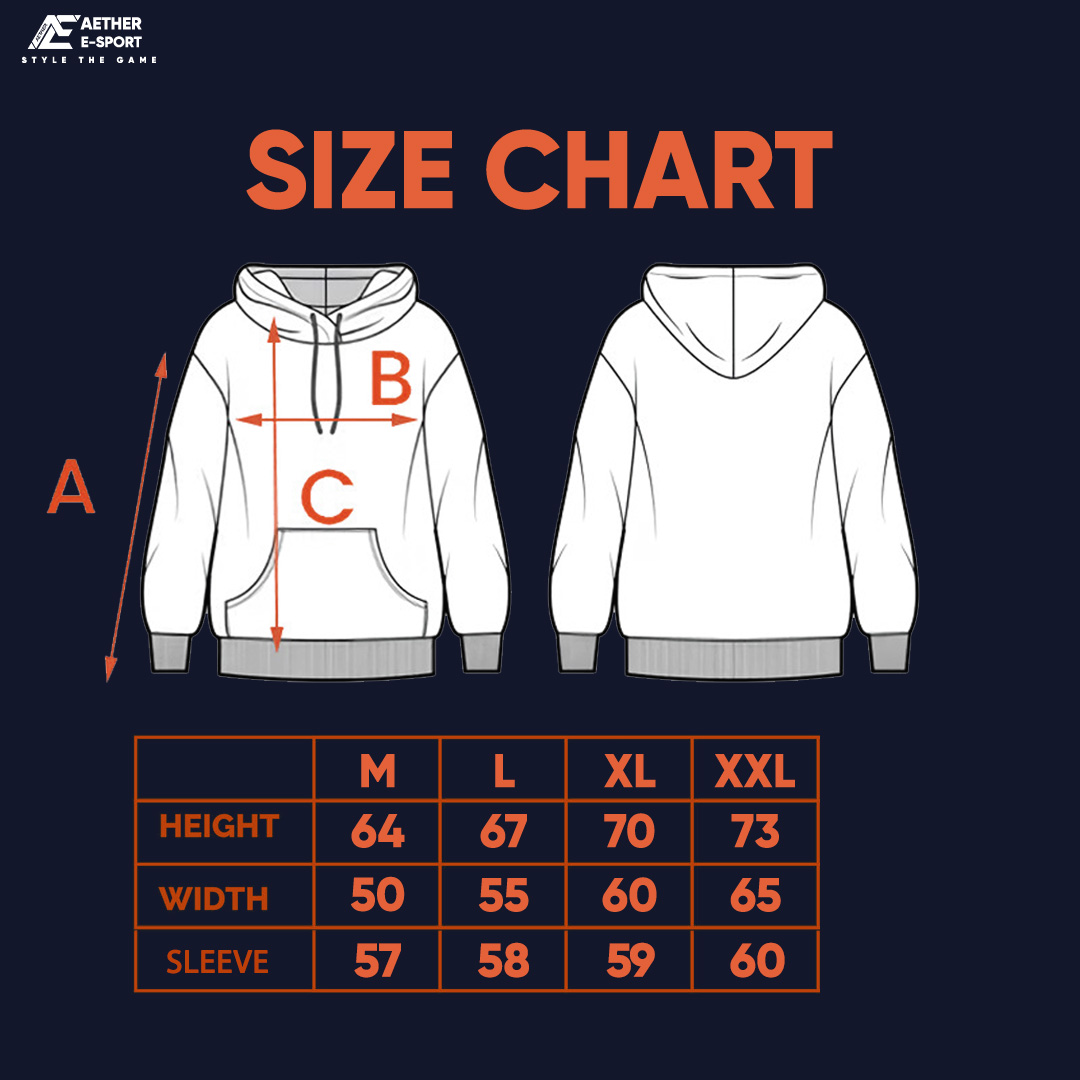 AETHER
E-SPORT
STYLE THE GAME
SIZE CHART
A
B
C
M L XL XXL
HEIGHT 64 67 70 73
WIDTH 50 55 60 65
SLEEVE 57 58 59 60